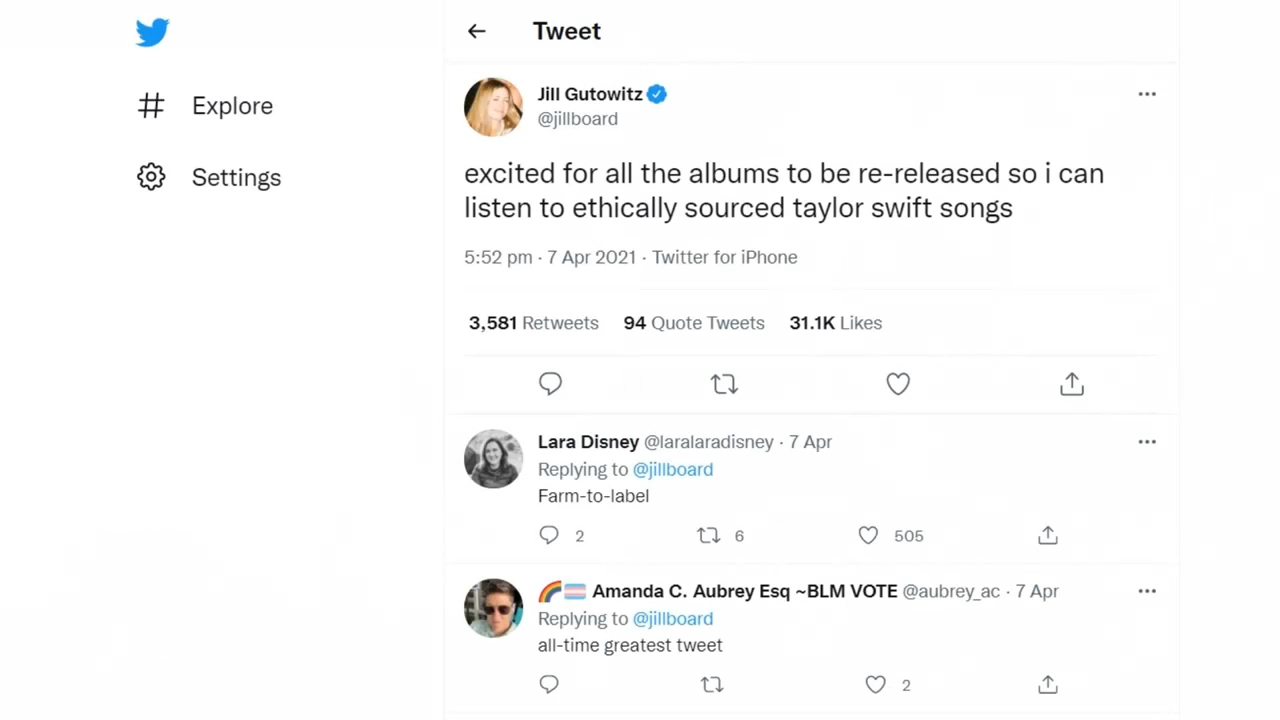 Tweet
Explore
Settings
Jill Gutowitz
@jillboard
excited for all the albums to be re-released so i can
listen to ethically sourced taylor swift songs
5:52 pm · 7 Apr 2021 · Twitter for iPhone
3,581 Retweets 94 Quote Tweets 31.1K Likes
Lara Disney @laralaradisney · 7 Apr
Replying to @jillboard
Farm-to-label
2 6 505
🌈🏳️‍⚧️ Amanda C. Aubrey Esq ~BLM VOTE @aubrey_ac · 7 Apr
Replying to @jillboard
all-time greatest tweet
2